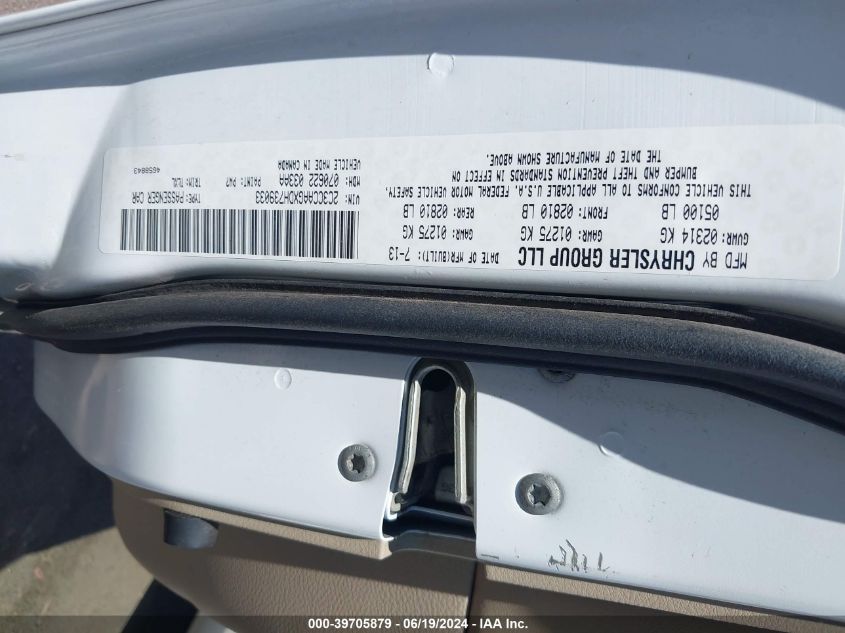 MFD BY CHRYSLER GROUP LLC
DATE OF MFR(BUILT): 7-13
GVWR: 02314 KG
GAWR: 01275 KG
GAWR: 01275 KG
05100 LB
FRONT: 02810 LB
REAR: 02810 LB
THIS VEHICLE CONFORMS TO ALL APPLICABLE U.S.A. FEDERAL MOTOR VEHICLE SAFETY,
BUMPER AND THEFT PREVENTION STANDARDS IN EFFECT ON
THE DATE OF MANUFACTURE SHOWN ABOVE.
VIN: 2C3CCAAG6XDH739033
TYPE: PASSENGER CAR
MDH: 070622 033AA
PAINT: PW7
TRIM: TLXL
VEHICLE MADE IN CANADA
4658843
000-39705879 - 06/19/2024 - IAA Inc.